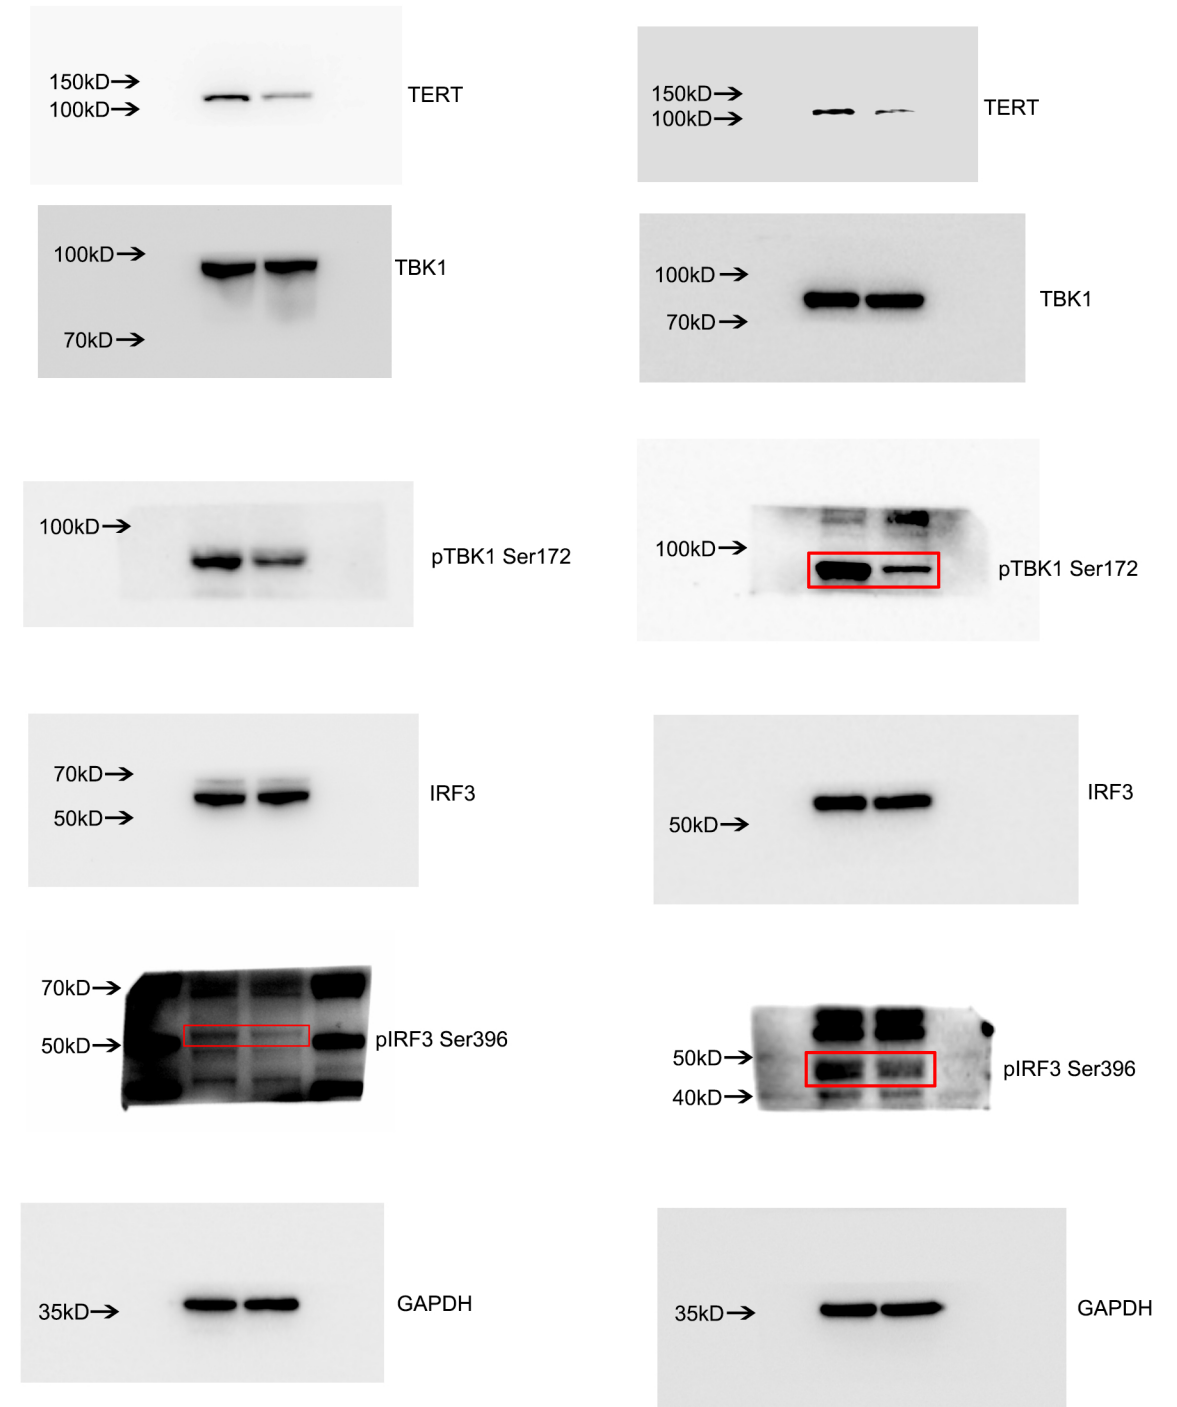 150kD→
100kD→
TERT
150kD→
100kD→
TERT
100kD→
70kD→
TBK1
100kD→
70kD→
TBK1
100kD→
pTBK1 Ser172
100kD→
pTBK1 Ser172
70kD→
50kD→
IRF3
50kD→
IRF3
70kD→
50kD→
pIRF3 Ser396
50kD→
40kD→
pIRF3 Ser396
35kD→
GAPDH
35kD→
GAPDH